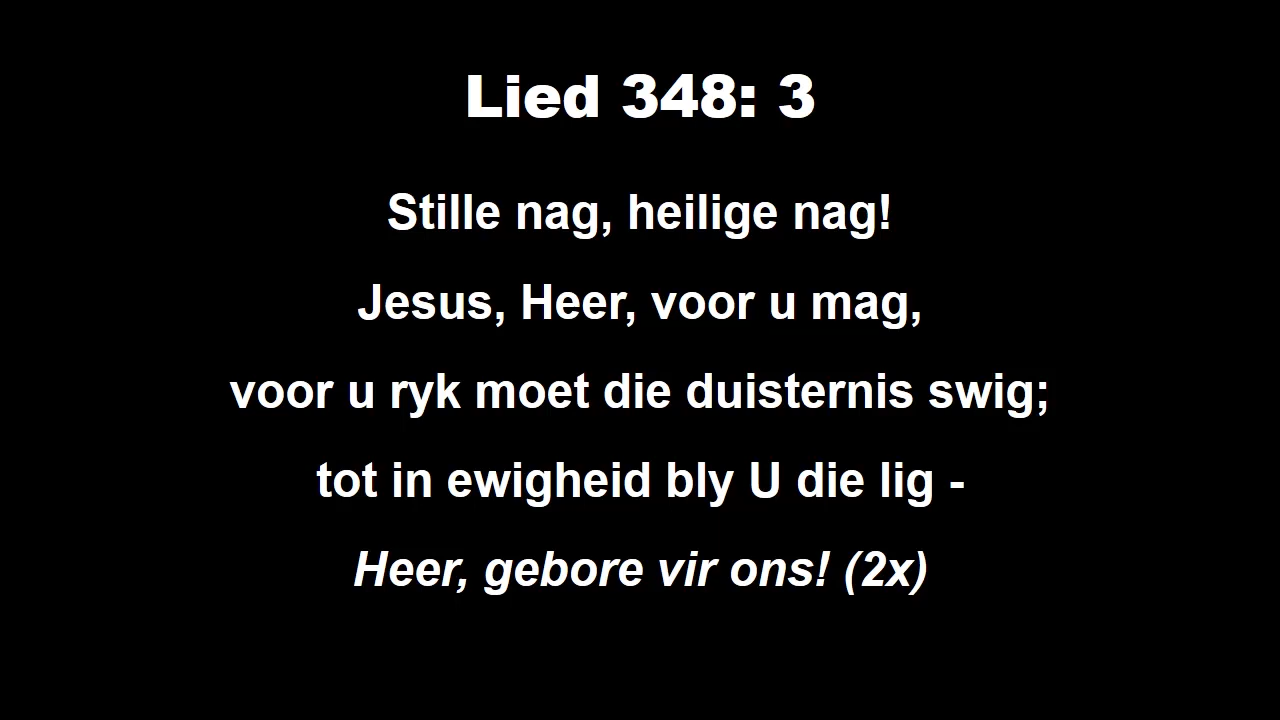 Lied 348: 3
Stille nag, heilige nag!
Jesus, Heer, voor u mag,
voor u ryk moet die duisternis swig;
tot in ewigheid bly U die lig -
Heer, gebore vir ons! (2x)